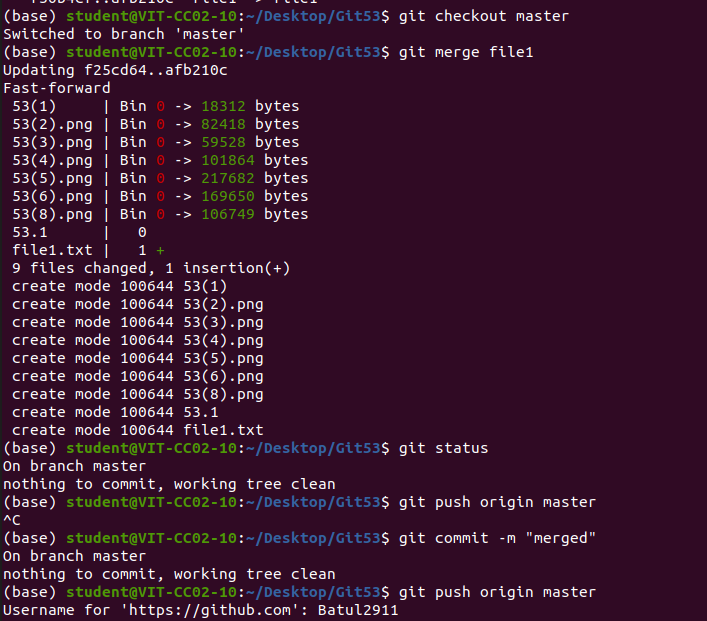 (base) student@VIT-CC02-10:~/Desktop/Git53$ git checkout master
Switched to branch 'master'
(base) student@VIT-CC02-10:~/Desktop/Git53$ git merge file1
Updating f25cd64..afb210c
Fast-forward
 53(1)     | Bin 0 -> 18312 bytes
 53(2).png | Bin 0 -> 82418 bytes
 53(3).png | Bin 0 -> 59528 bytes
 53(4).png | Bin 0 -> 101864 bytes
 53(5).png | Bin 0 -> 217682 bytes
 53(6).png | Bin 0 -> 169650 bytes
 53(8).png | Bin 0 -> 106749 bytes
 53.1      |   0
 file1.txt |   1 +
 9 files changed, 1 insertion(+)
 create mode 100644 53(1)
 create mode 100644 53(2).png
 create mode 100644 53(3).png
 create mode 100644 53(4).png
 create mode 100644 53(5).png
 create mode 100644 53(6).png
 create mode 100644 53(8).png
 create mode 100644 53.1
 create mode 100644 file1.txt
(base) student@VIT-CC02-10:~/Desktop/Git53$ git status
On branch master
nothing to commit, working tree clean
(base) student@VIT-CC02-10:~/Desktop/Git53$ git push origin master
^C
(base) student@VIT-CC02-10:~/Desktop/Git53$ git commit -m "merged"
On branch master
nothing to commit, working tree clean
(base) student@VIT-CC02-10:~/Desktop/Git53$ git push origin master
Username for 'https://github.com': Batul2911